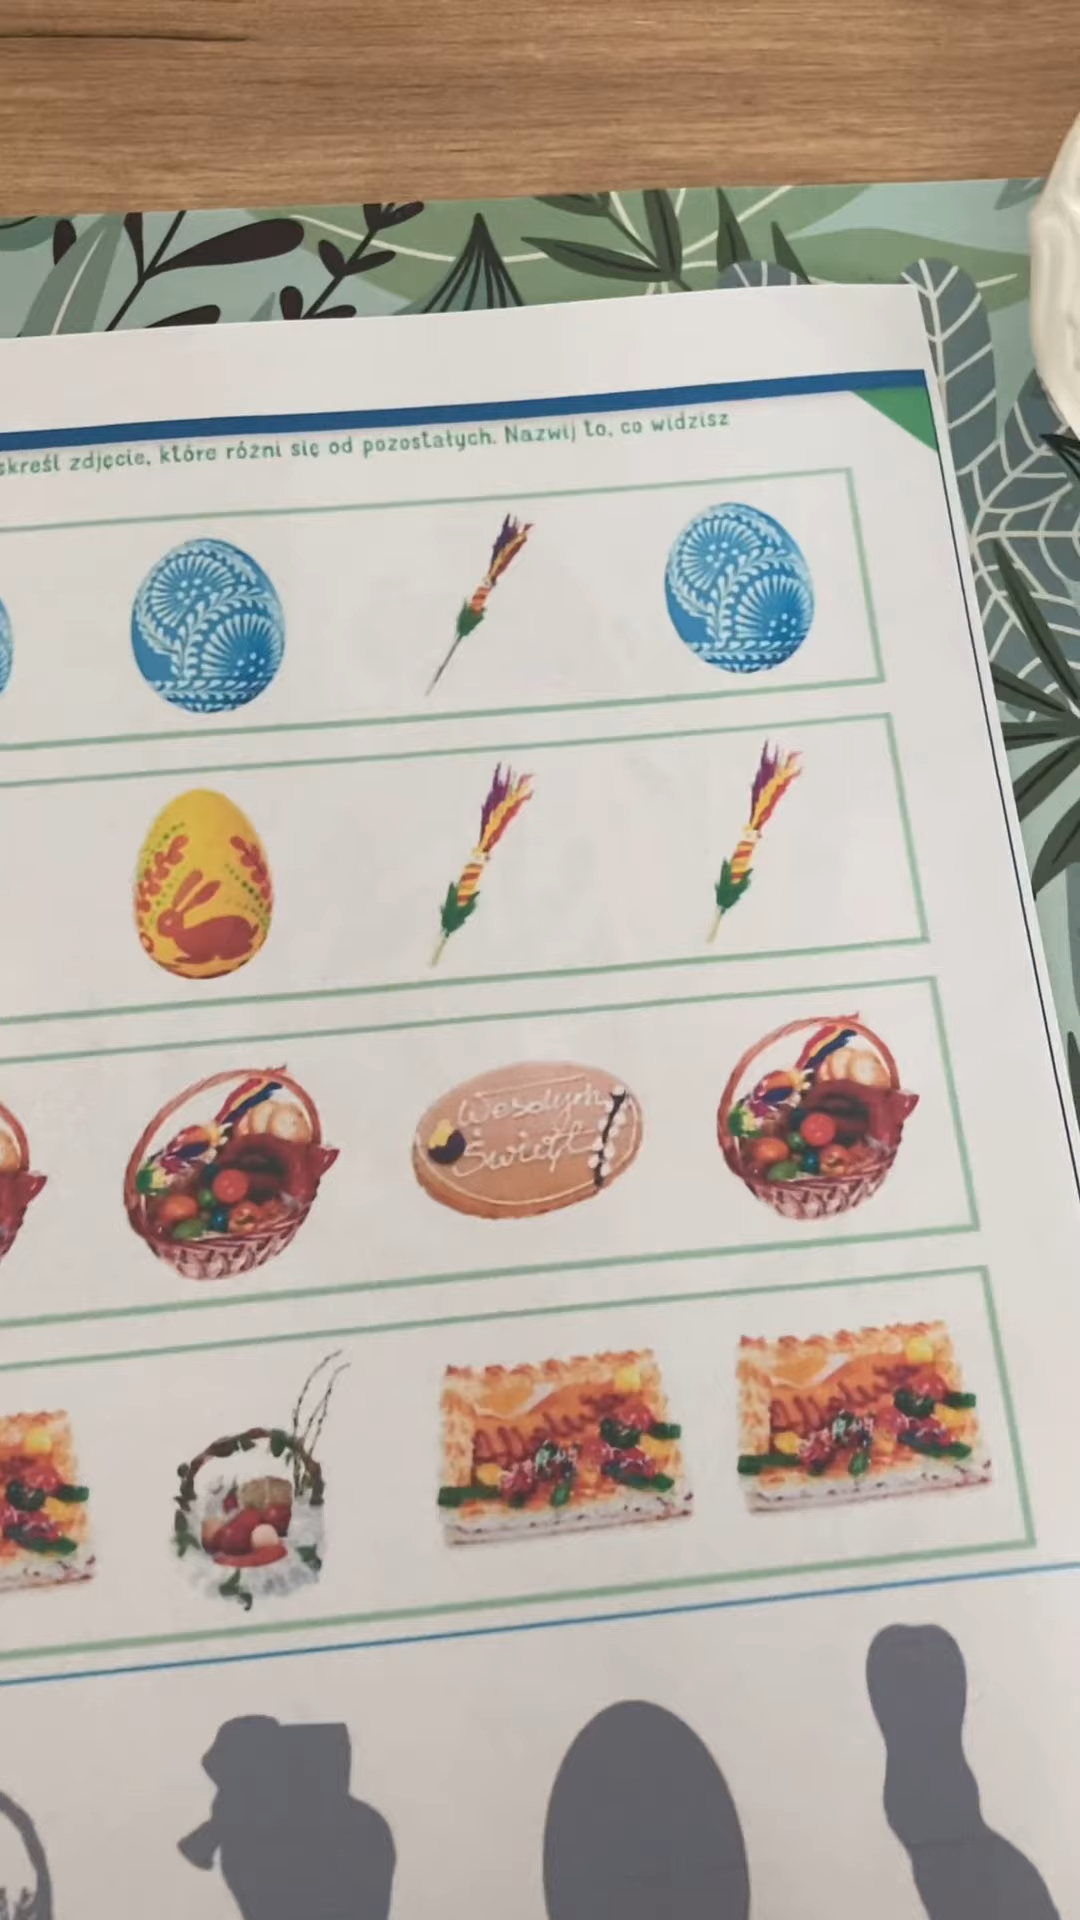 skreśl zdjęcie, które różni się od pozostałych. Nazwij to, co widzisz
Wesołych
Świąt